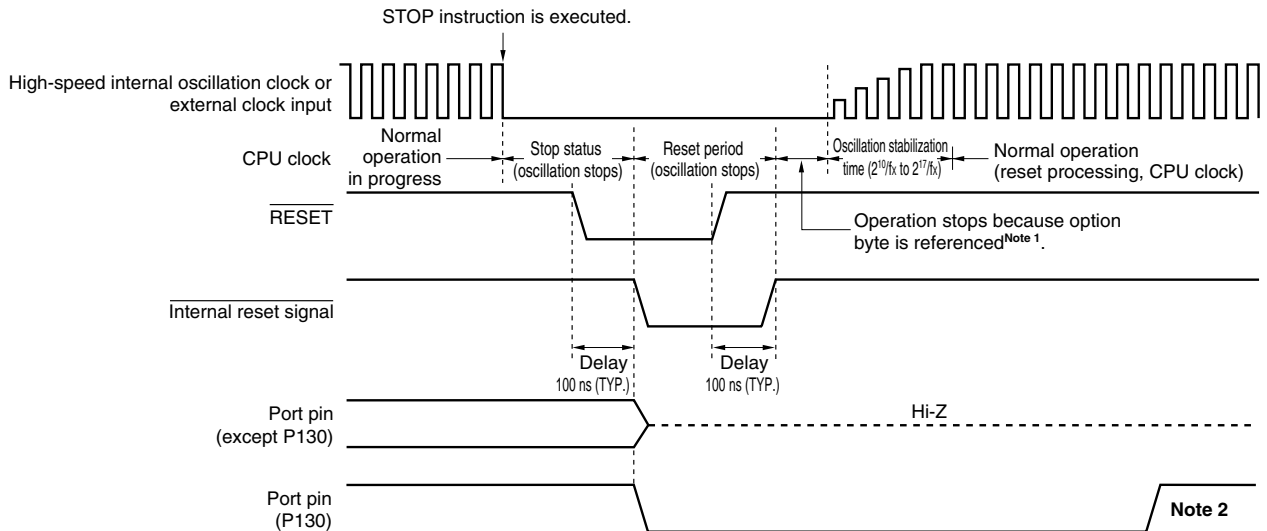 STOP instruction is executed.
High-speed internal oscillation clock or
external clock input
CPU clock
Normal
operation
in progress
Stop status
(oscillation stops)
Reset period
(oscillation stops)
Oscillation stabilization
time (2¹⁰/fx to 2¹⁷/fx)
Normal operation
(reset processing, CPU clock)
RESET
Operation stops because option
byte is referencedNote 1.
Internal reset signal
Delay
100 ns (TYP.)
Delay
100 ns (TYP.)
Port pin
(except P130)
Hi-Z
Port pin
(P130)
Note 2